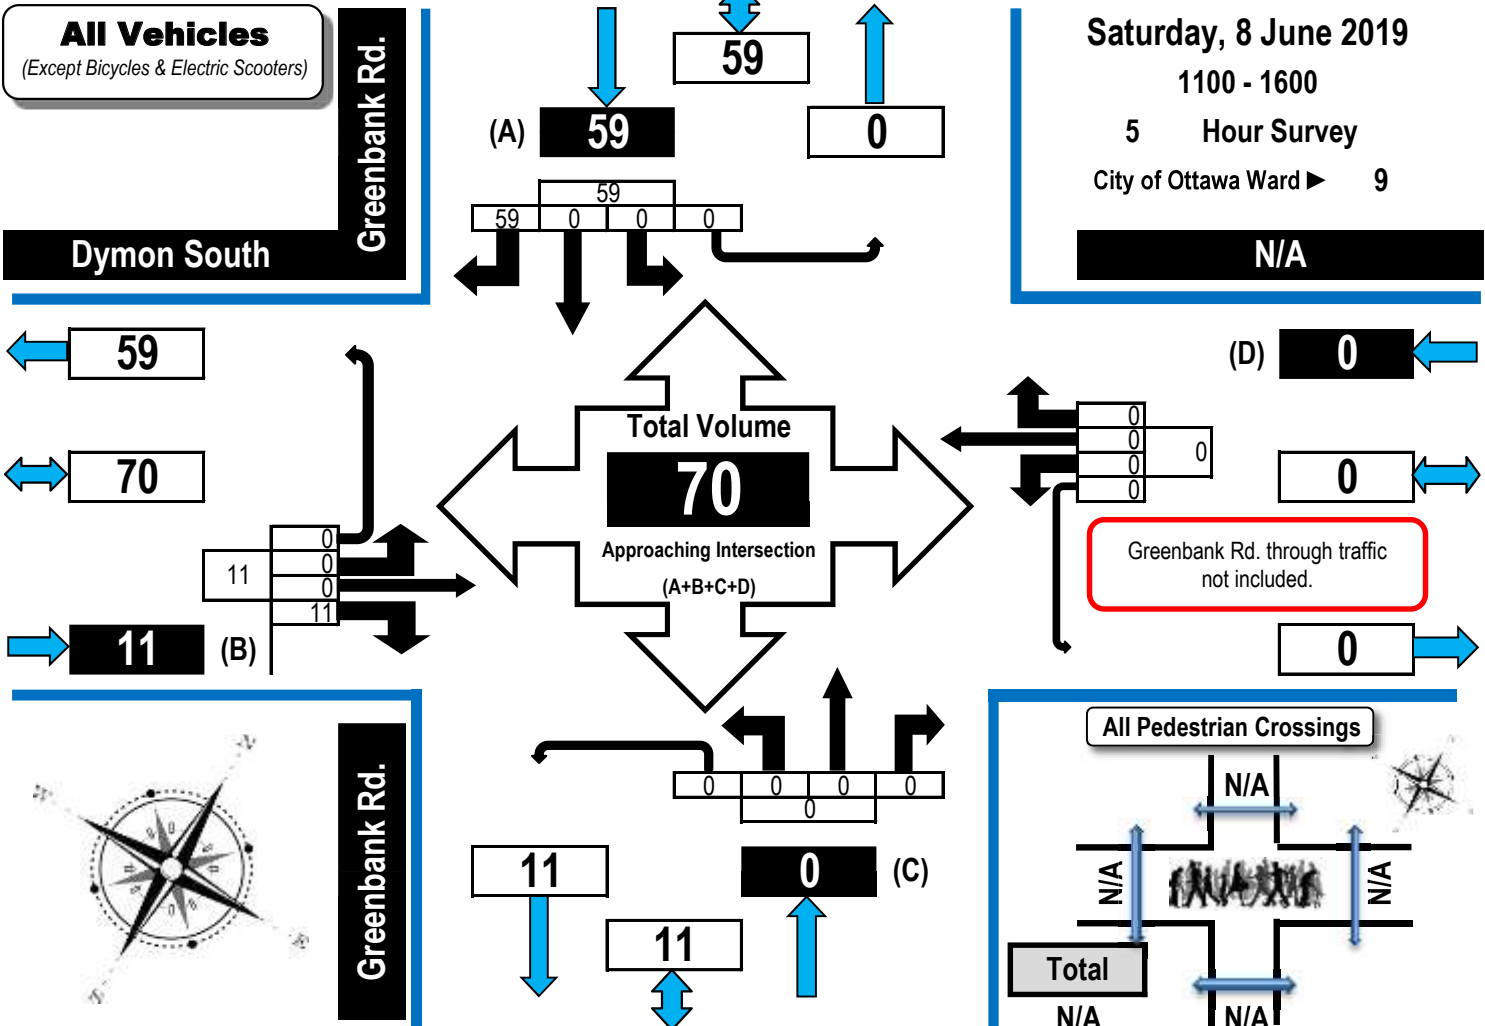 All Vehicles
(Except Bicycles & Electric Scooters)
Greenbank Rd.
Dymon South
59
59
(A)
59
0
59
59 0 0 0
Saturday, 8 June 2019
1100 - 1600
5 Hour Survey
City of Ottawa Ward ► 9
N/A
59
70
0
0
0
11
11
11
(B)
Total Volume
70
Approaching Intersection
(A+B+C+D)
(D)
0
0
0
0
0
0
0
Greenbank Rd. through traffic
not included.
0
N
W
E
Greenbank Rd.
0 0 0 0
0
11
0
(C)
11
All Pedestrian Crossings
N/A
N/A
N/A
Total
N/A
N/A